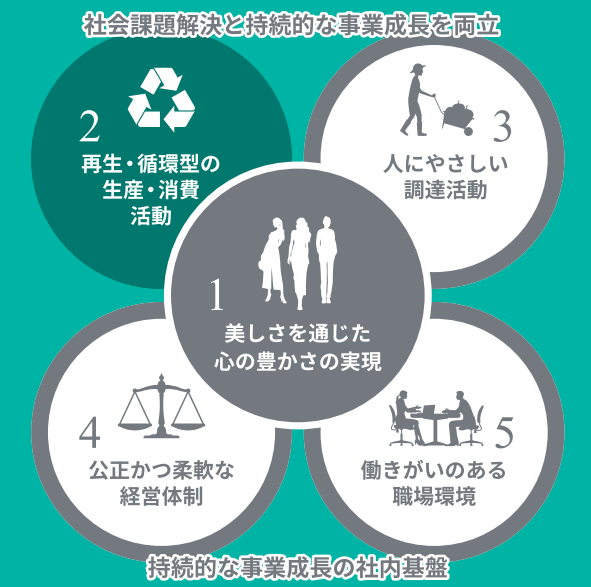 社会課題解決と持続的な事業成長を両立
2
再生・循環型の
生産・消費
活動
3
人にやさしい
調達活動
1
美しさを通じた
心の豊かさの実現
4
公正かつ柔軟な
経営体制
5
働きがいのある
職場環境
持続的な事業成長の社内基盤